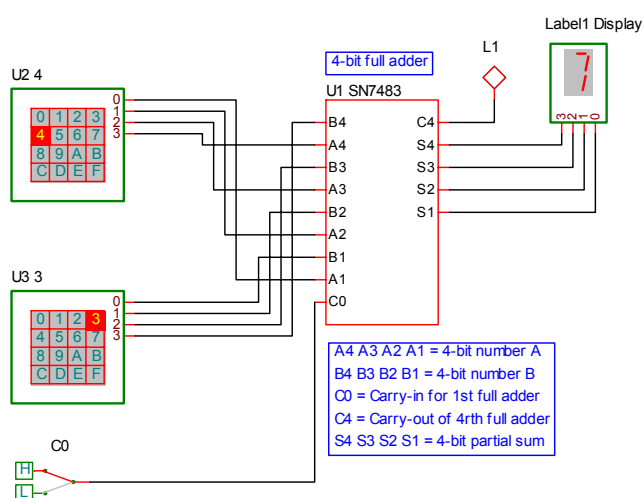 Label1 Display
L1
4-bit full adder
U1 SN7483
7
3 2 1 0
U2 4
0 1 2 3
4 5 6 7
8 9 A B
C D E F
0
1
2
3
B4
A4
B3
A3
B2
A2
B1
A1
C0
C4
S4
S3
S2
S1
U3 3
0 1 2 3
4 5 6 7
8 9 A B
C D E F
0
1
2
3
A4 A3 A2 A1 = 4-bit number A
B4 B3 B2 B1 = 4-bit number B
C0 = Carry-in for 1st full adder
C4 = Carry-out of 4rth full adder
S4 S3 S2 S1 = 4-bit partial sum
C0
H
L